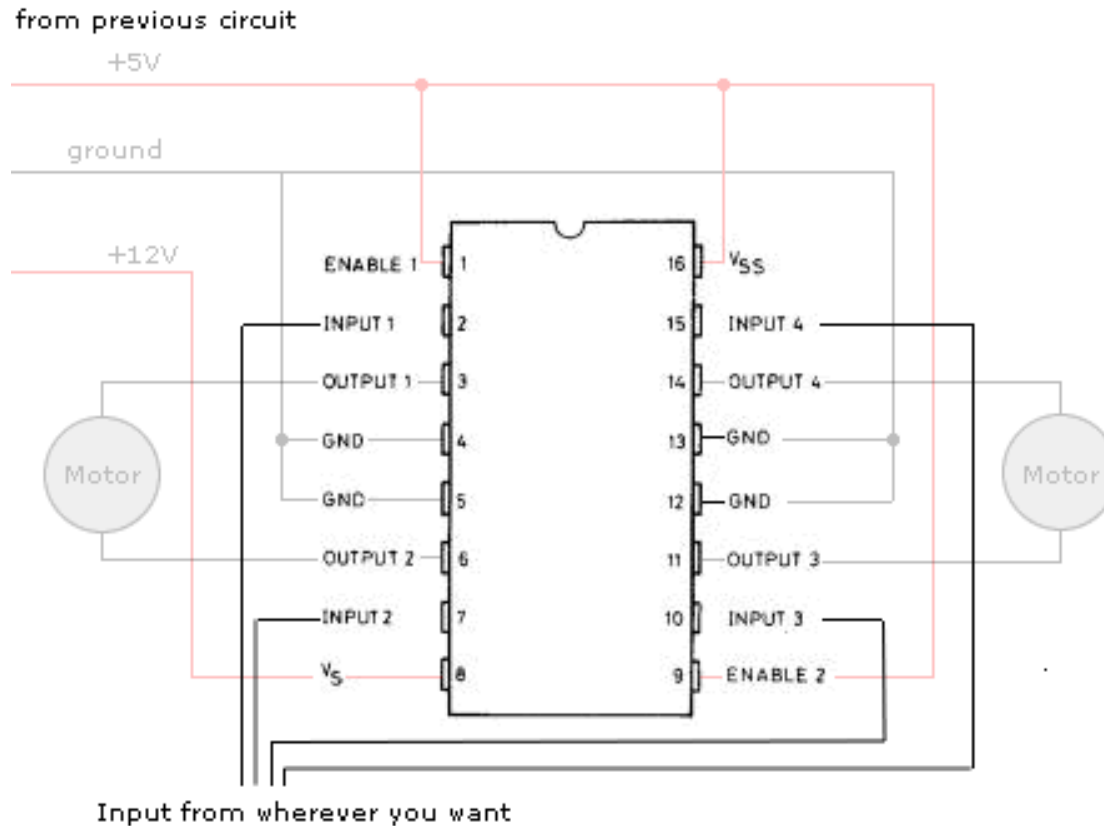 from previous circuit
+5V
ground
+12V
ENABLE 1 1 16 VSS
INPUT 1 2 15 INPUT 4
OUTPUT 1 3 14 OUTPUT 4
GND 4 13 GND
Motor Motor
GND 5 12 GND
OUTPUT 2 6 11 OUTPUT 3
INPUT 2 7 10 INPUT 3
VS 8 9 ENABLE 2
Input from wherever you want